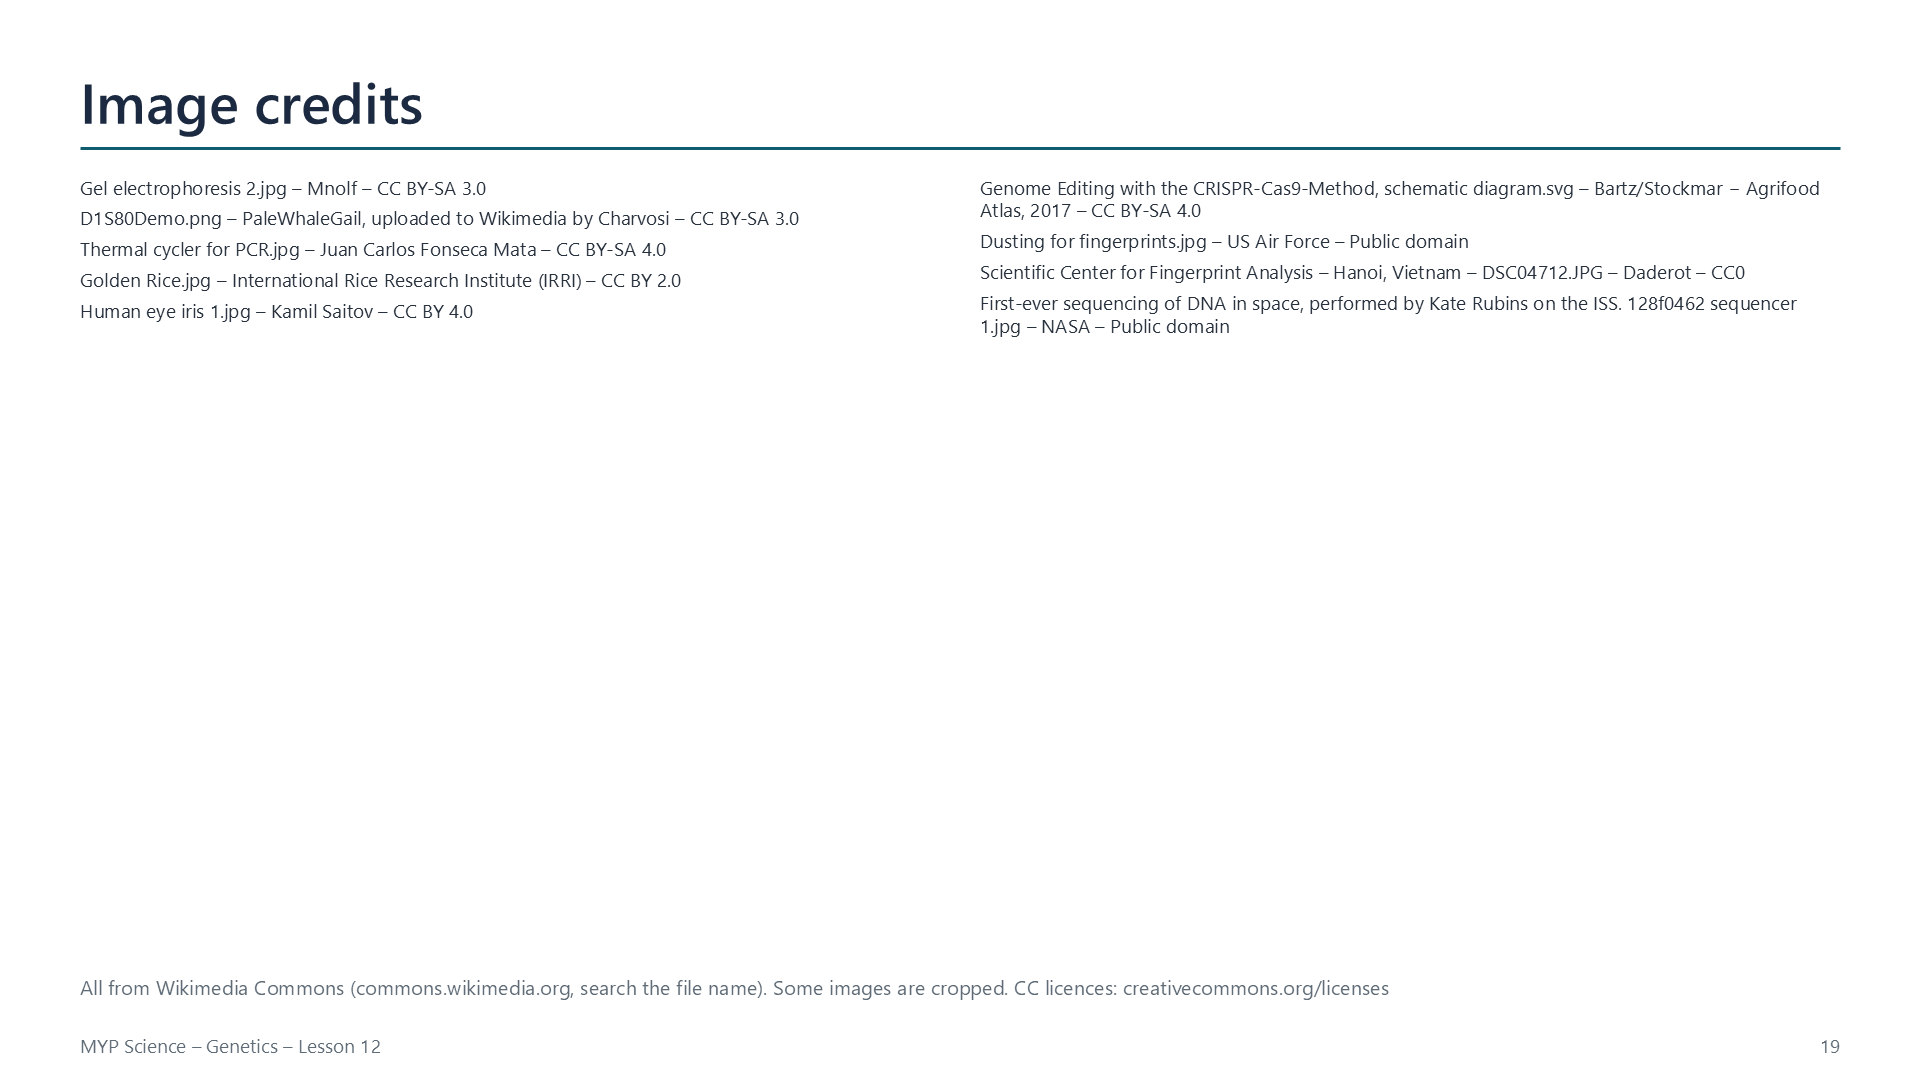 Image credits
Gel electrophoresis 2.jpg – Mnolf – CC BY-SA 3.0
D1S80Demo.png – PaleWhaleGail, uploaded to Wikimedia by Charvosi – CC BY-SA 3.0
Thermal cycler for PCR.jpg – Juan Carlos Fonseca Mata – CC BY-SA 4.0
Golden Rice.jpg – International Rice Research Institute (IRRI) – CC BY 2.0
Human eye iris 1.jpg – Kamil Saitov – CC BY 4.0
Genome Editing with the CRISPR-Cas9-Method, schematic diagram.svg – Bartz/Stockmar – Agrifood
Atlas, 2017 – CC BY-SA 4.0
Dusting for fingerprints.jpg – US Air Force – Public domain
Scientific Center for Fingerprint Analysis – Hanoi, Vietnam – DSC04712.JPG – Daderot – CC0
First-ever sequencing of DNA in space, performed by Kate Rubins on the ISS. 128f0462 sequencer
1.jpg – NASA – Public domain
All from Wikimedia Commons (commons.wikimedia.org, search the file name). Some images are cropped. CC licences: creativecommons.org/licenses
MYP Science – Genetics – Lesson 12
19